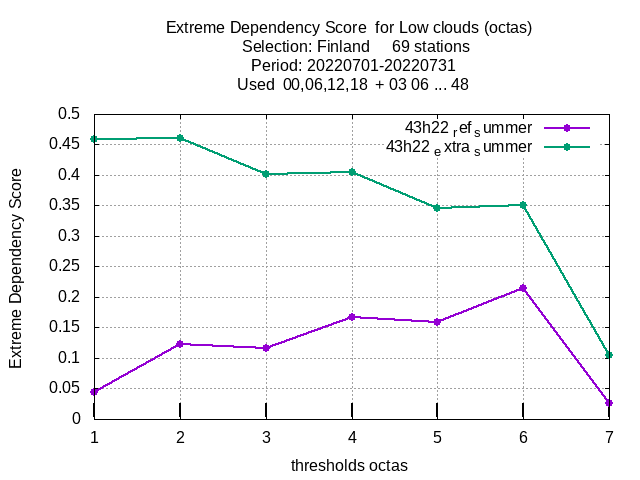 Extreme Dependency Score  for Low clouds (octas)
Selection: Finland     69 stations
Period: 20220701-20220731
Used  00,06,12,18  + 03 06 ... 48
43h22 ref summer
43h22 extra summer
0.5
0.45
0.4
0.35
0.3
0.25
0.2
0.15
0.1
0.05
0
Extreme Dependency Score
1 2 3 4 5 6 7
thresholds octas